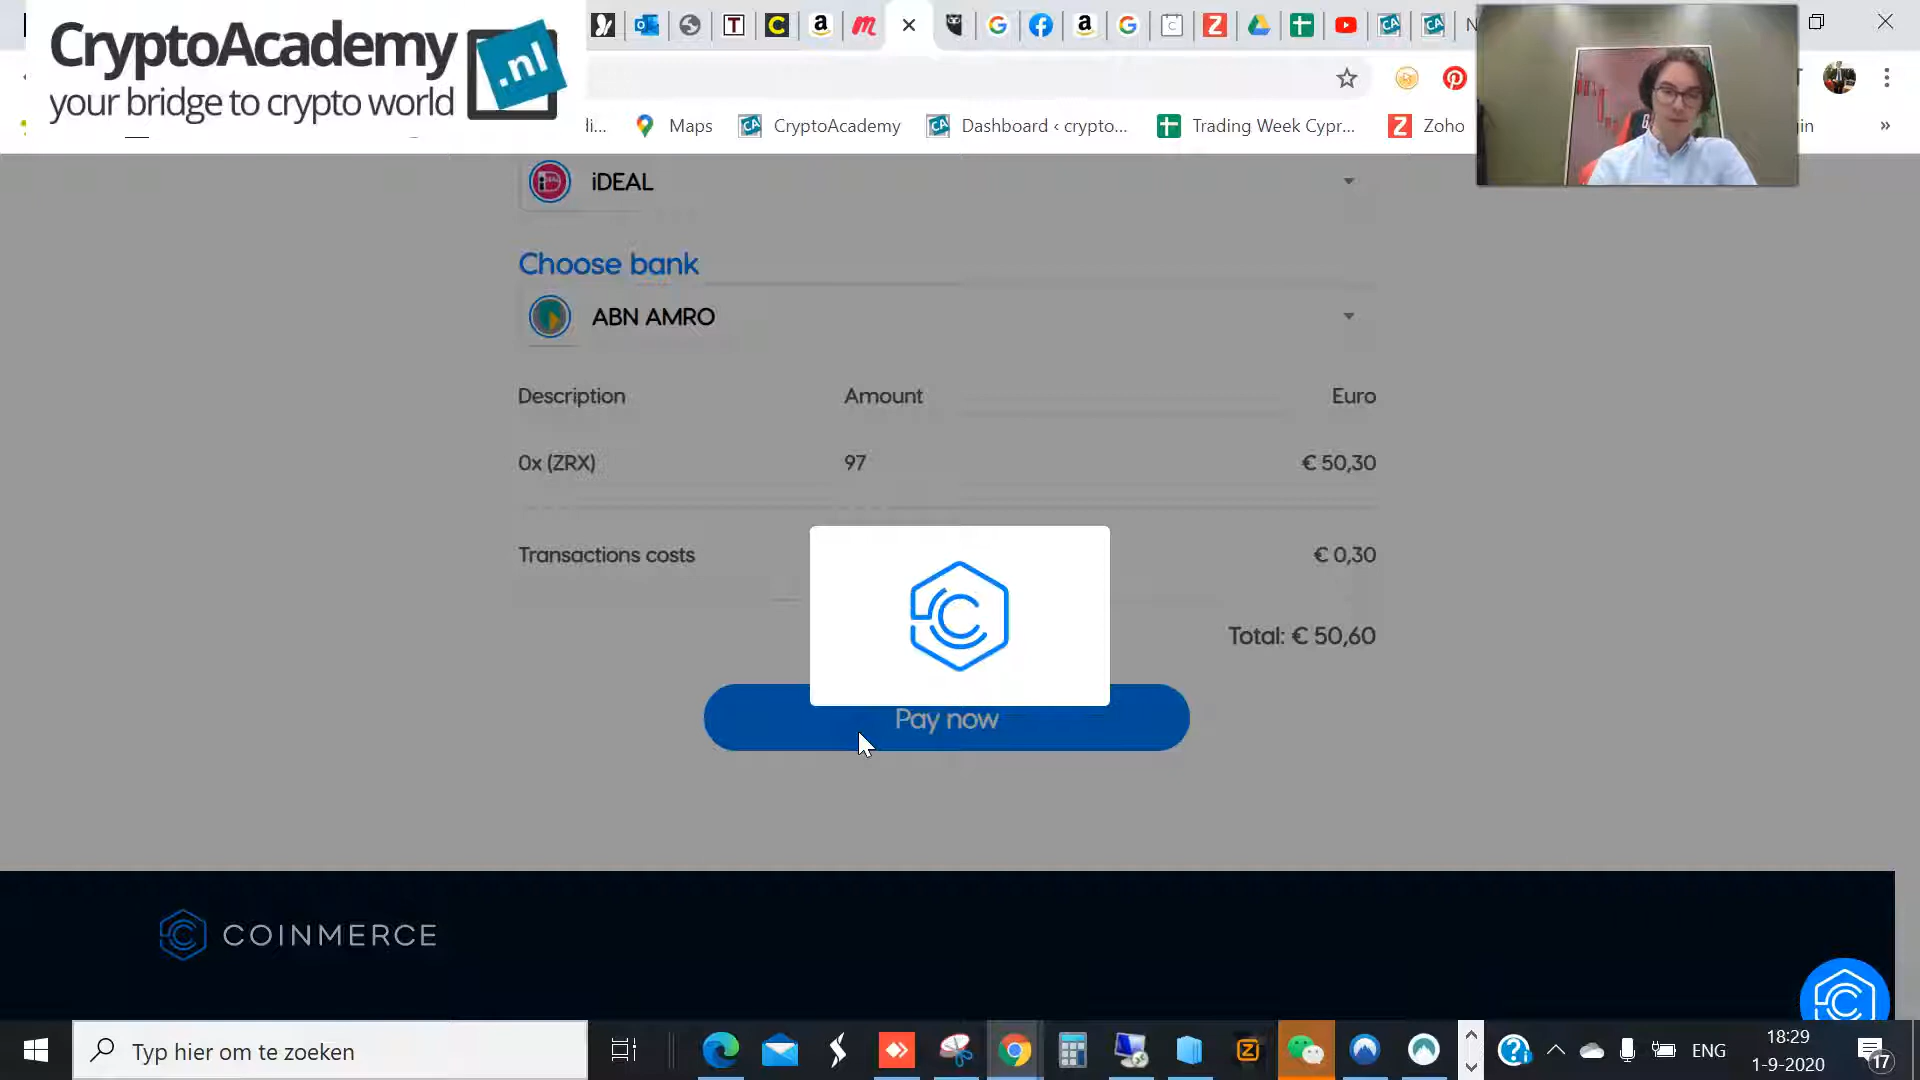 CryptoAcademy
.nl
your bridge to crypto world
Maps
CryptoAcademy
Dashboard ‹ crypto...
Trading Week Cypr...
Zoho
iDEAL
Choose bank
ABN AMRO
Description Amount Euro
0x (ZRX) 97 € 50,30
Transactions costs € 0,30
Total: € 50,60
Pay now
COINMERCE
Typ hier om te zoeken
ENG
18:29
1-9-2020
17